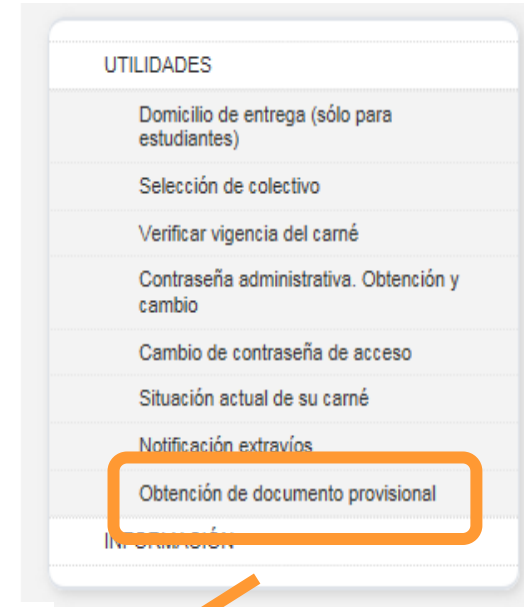 UTILIDADES
Domicilio de entrega (sólo para
estudiantes)
Selección de colectivo
Verificar vigencia del carné
Contraseña administrativa. Obtención y
cambio
Cambio de contraseña de acceso
Situación actual de su carné
Notificación extravíos
Obtención de documento provisional
INFORMACIÓN